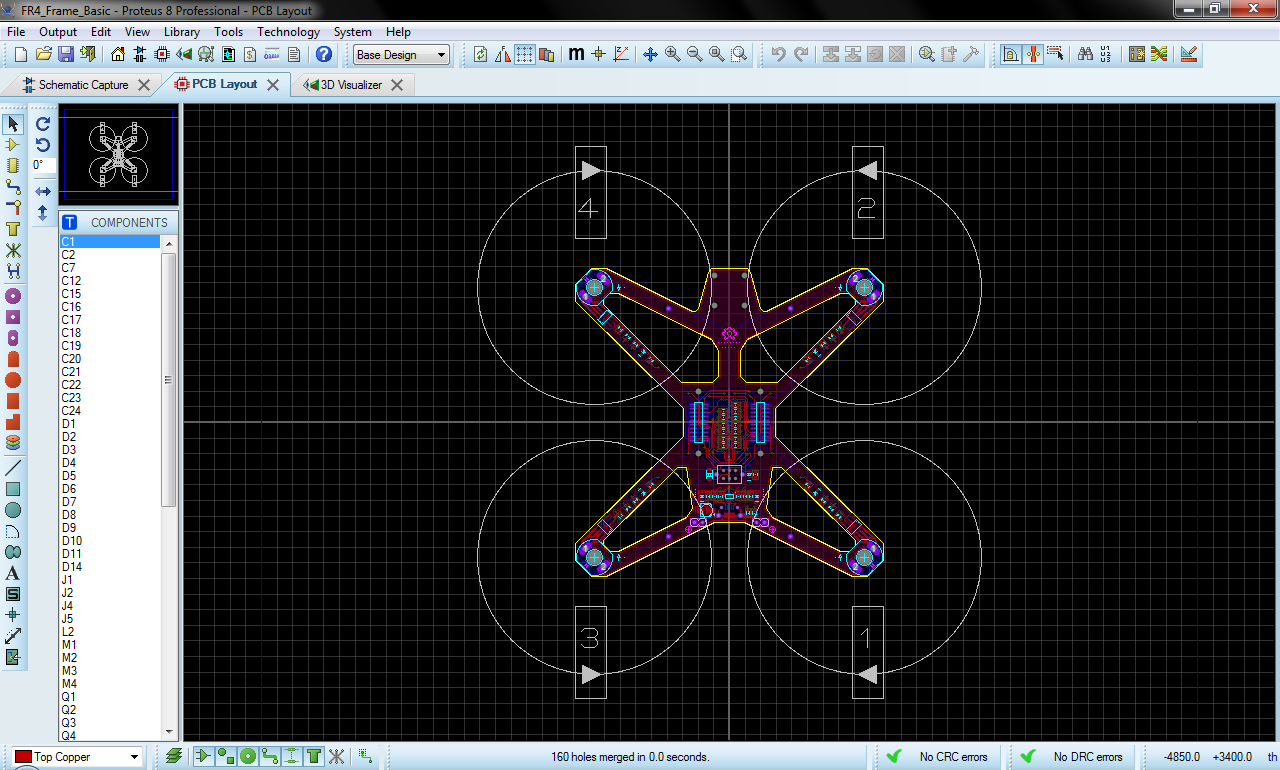 FR4_Frame_Basic - Proteus 8 Professional - PCB Layout
File Edit View Library Tools Technology System Help
Base Design
Schematic Capture
PCB Layout
3D Visualizer
0°
T COMPONENTS
C1
C2
C7
C12
C15
C16
C17
C18
C19
C20
C21
C22
C23
C24
D1
D2
D3
D4
D5
D6
D7
D8
D9
D10
D11
D14
J1
J2
J4
J5
L2
M1
M2
M3
M4
Q1
Q2
Q3
Q4
4
2
3
1
Top Copper
160 holes merged in 0.0 seconds.
No CRC errors
No DRC errors
-4850.0 +3400.0 th